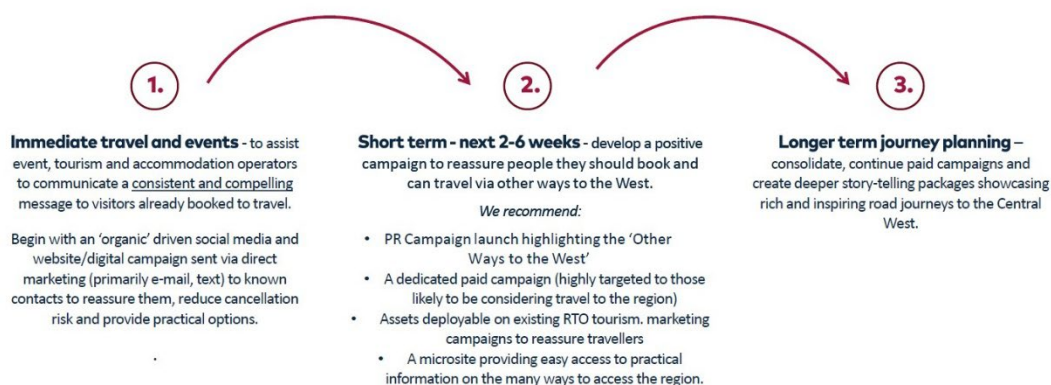 1.
Immediate travel and events - to assist
event, tourism and accommodation operators
to communicate a consistent and compelling
message to visitors already booked to travel.
Begin with an ‘organic’ driven social media and
website/digital campaign sent via direct
marketing (primarily e-mail, text) to known
contacts to reassure them, reduce cancellation
risk and provide practical options.
.
2.
Short term - next 2-6 weeks - develop a positive
campaign to reassure people they should book and
can travel via other ways to the West.
We recommend:
• PR Campaign launch highlighting the ‘Other
Ways to the West’
• A dedicated paid campaign (highly targeted to those
likely to be considering travel to the region)
• Assets deployable on existing RTO tourism. marketing
campaigns to reassure travellers
• A microsite providing easy access to practical
information on the many ways to access the region.
3.
Longer term journey planning –
consolidate, continue paid campaigns and
create deeper story-telling packages showcasing
rich and inspiring road journeys to the Central
West.